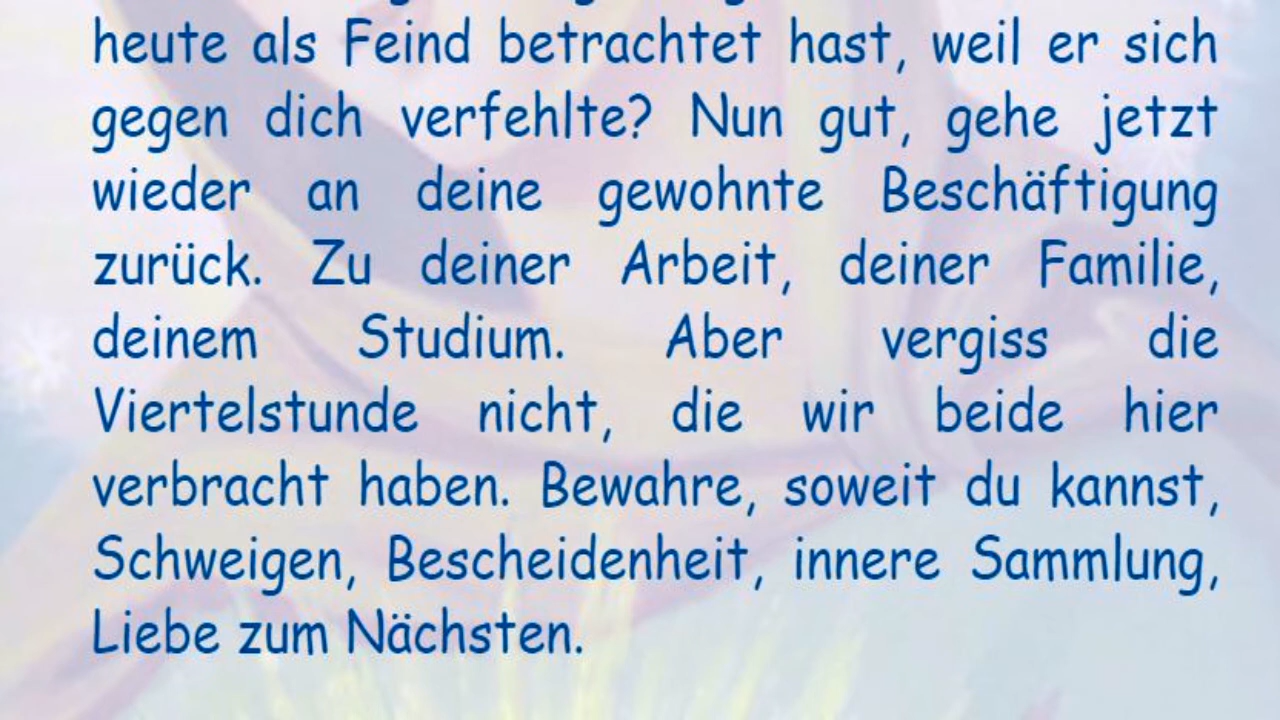 heute als Feind betrachtet hast, weil er sich
gegen dich verfehlte? Nun gut, gehe jetzt
wieder an deine gewohnte Beschäftigung
zurück. Zu deiner Arbeit, deiner Familie,
deinem Studium. Aber vergiss die
Viertelstunde nicht, die wir beide hier
verbracht haben. Bewahre, soweit du kannst,
Schweigen, Bescheidenheit, innere Sammlung,
Liebe zum Nächsten.